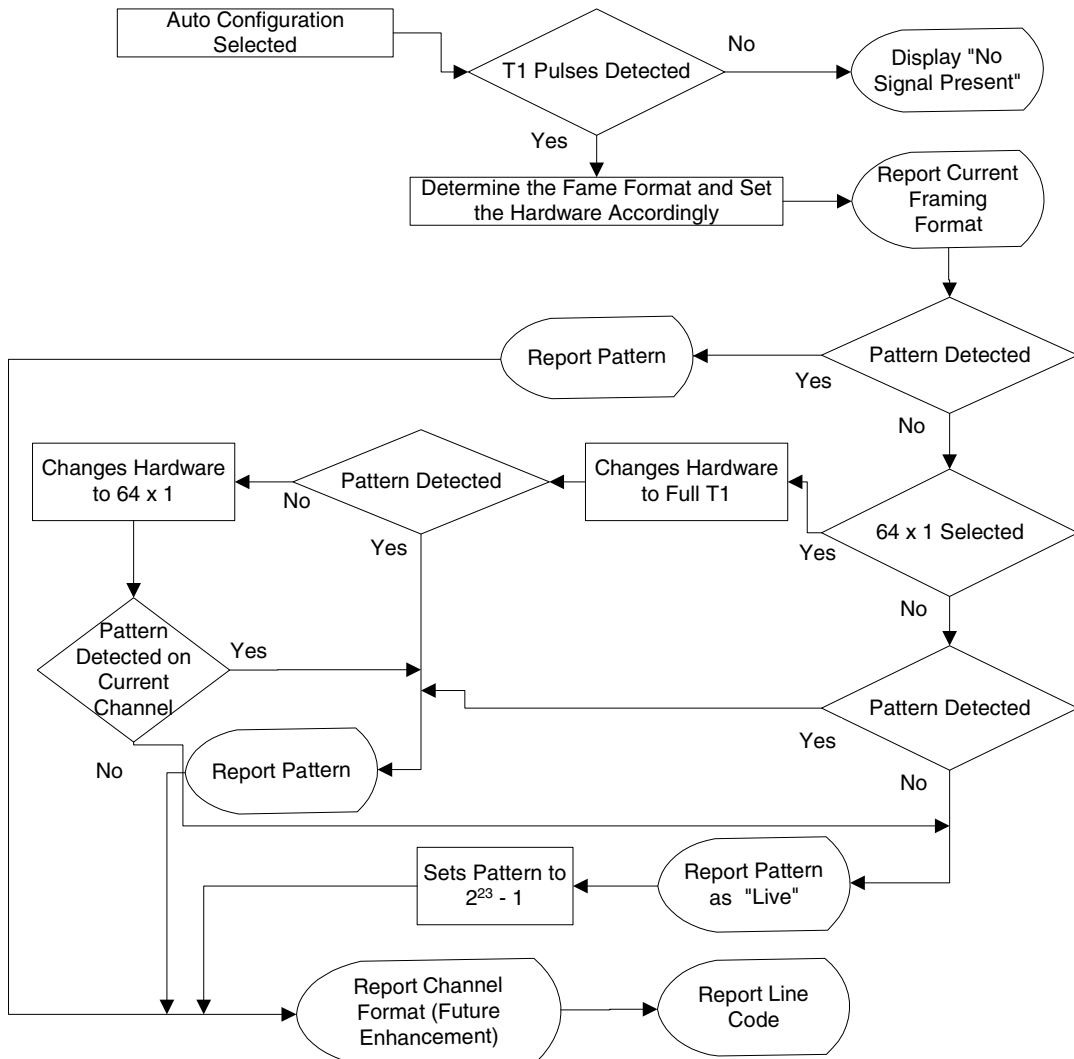 Auto Configuration
Selected
T1 Pulses Detected
No
Display "No
Signal Present"
Yes
Determine the Fame Format and Set
the Hardware Accordingly
Report Current
Framing
Format
Report Pattern
Pattern Detected
Yes
No
Changes Hardware
to 64 x 1
No
Pattern Detected
Yes
Changes Hardware
to Full T1
Yes
64 x 1 Selected
No
Pattern
Detected on
Current
Channel
Yes
No
Pattern Detected
Yes
No
Report Pattern
Sets Pattern to
2²³ - 1
Report Pattern
as "Live"
Report Channel
Format (Future
Enhancement)
Report Line
Code